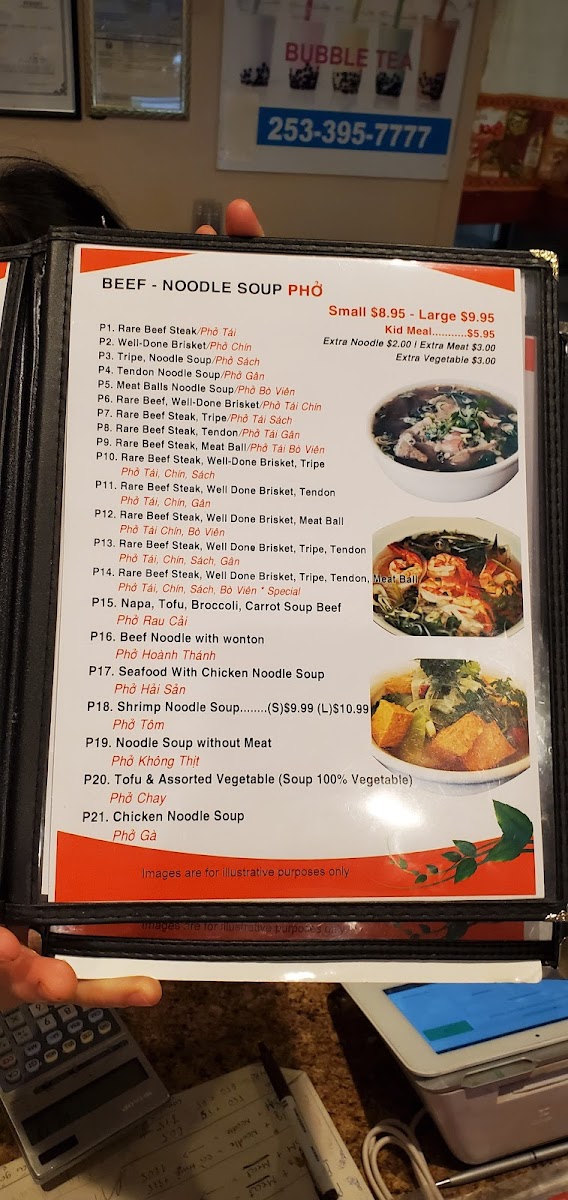 BUBBLE TEA
253-395-7777
BEEF - NOODLE SOUP PHỞ
Small $8.95 - Large $9.95
Kid Meal...........$5.95
Extra Noodle $2.00 I Extra Meat $3.00
Extra Vegetable $3.00
P1. Rare Beef Steak/Phở Tái
P2. Well-Done Brisket/Phở Chín
P3. Tripe, Noodle Soup/Phở Sách
P4. Tendon Noodle Soup/Phở Gân
P5. Meat Balls Noodle Soup/Phở Bò Viên
P6. Rare Beef, Well-Done Brisket/Phở Tái Chín
P7. Rare Beef Steak, Tripe/Phở Tái Sách
P8. Rare Beef Steak, Tendon/Phở Tái Gân
P9. Rare Beef Steak, Meat Ball/Phở Tái Bò Viên
P10. Rare Beef Steak, Well-Done Brisket, Tripe
Phở Tái, Chín, Sách
P11. Rare Beef Steak, Well Done Brisket, Tendon
Phở Tái, Chín, Gân
P12. Rare Beef Steak, Well Done Brisket, Meat Ball
Phở Tái Chín, Bò Viên
P13. Rare Beef Steak, Well Done Brisket, Tripe, Tendon
Phở Tái, Chín, Sách, Gân
P14. Rare Beef Steak, Well Done Brisket, Tripe, Tendon, Meat Ball
Phở Tái, Chín, Sách, Bò Viên * Special
P15. Napa, Tofu, Broccoli, Carrot Soup Beef
Phở Rau Cải
P16. Beef Noodle with wonton
Phở Hoành Thánh
P17. Seafood With Chicken Noodle Soup
Phở Hải Sản
P18. Shrimp Noodle Soup........(S)$9.99 (L)$10.99
Phở Tôm
P19. Noodle Soup without Meat
Phở Không Thịt
P20. Tofu & Assorted Vegetable (Soup 100% Vegetable)
Phở Chay
P21. Chicken Noodle Soup
Phở Gà
Images are for illustrative purposes only
Images are for illustrative purposes only